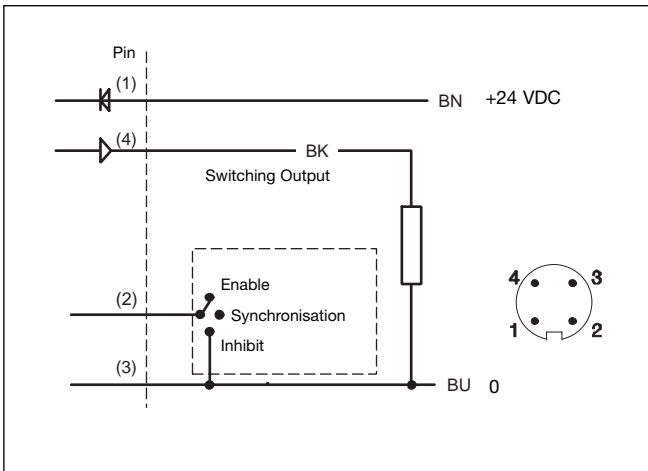 Pin
(1)
BN +24 VDC
(4)
BK
Switching Output
Enable
(2)
Synchronisation
Inhibit
(3)
BU 0
4 3
1 2